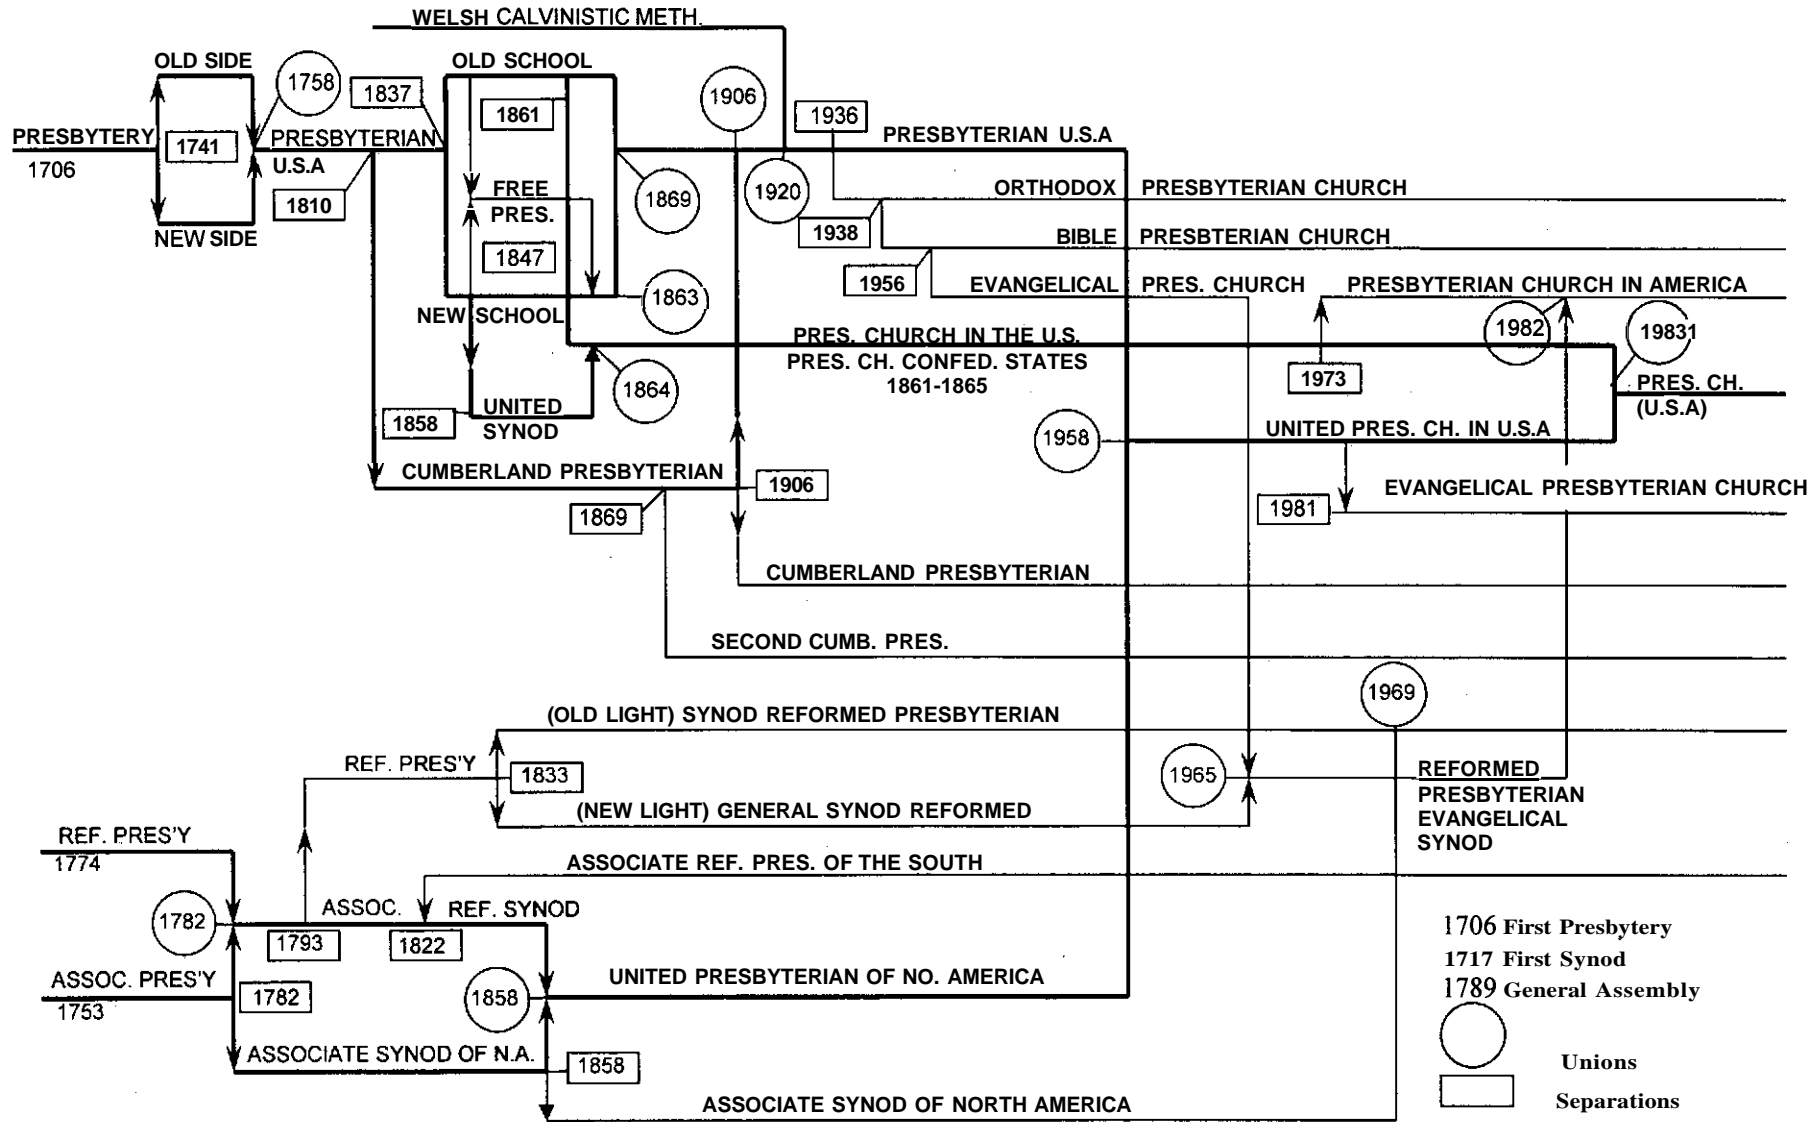 WELSH CALVINISTIC METH.
OLD SIDE
1758
1837
OLD SCHOOL
1861
1906
1936
PRESBYTERY
1706
1741
PRESBYTERIAN
U.S.A
1810
NEW SIDE
FREE
PRES.
1847
1869
1920
PRESBYTERIAN U.S.A
ORTHODOX PRESBYTERIAN CHURCH
1938
BIBLE PRESBTERIAN CHURCH
1956
EVANGELICAL PRES. CHURCH
PRESBYTERIAN CHURCH IN AMERICA
1863
NEW SCHOOL
1982
19831
PRES. CHURCH IN THE U.S.
PRES. CH. CONFED. STATES
1861-1865
1973
PRES. CH.
(U.S.A)
1864
1858
UNITED
SYNOD
1958
UNITED PRES. CH. IN U.S.A
CUMBERLAND PRESBYTERIAN
1906
1869
1981
EVANGELICAL PRESBYTERIAN CHURCH
CUMBERLAND PRESBYTERIAN
SECOND CUMB. PRES.
1969
(OLD LIGHT) SYNOD REFORMED PRESBYTERIAN
REF. PRES'Y
1833
1965
REFORMED
PRESBYTERIAN
EVANGELICAL
SYNOD
(NEW LIGHT) GENERAL SYNOD REFORMED
REF. PRES'Y
1774
ASSOCIATE REF. PRES. OF THE SOUTH
1782
ASSOC. REF. SYNOD
1793
1822
ASSOC. PRES'Y
1753
1782
1858
UNITED PRESBYTERIAN OF NO. AMERICA
ASSOCIATE SYNOD OF N.A.
1858
ASSOCIATE SYNOD OF NORTH AMERICA
1706 First Presbytery
1717 First Synod
1789 General Assembly
Unions
Separations